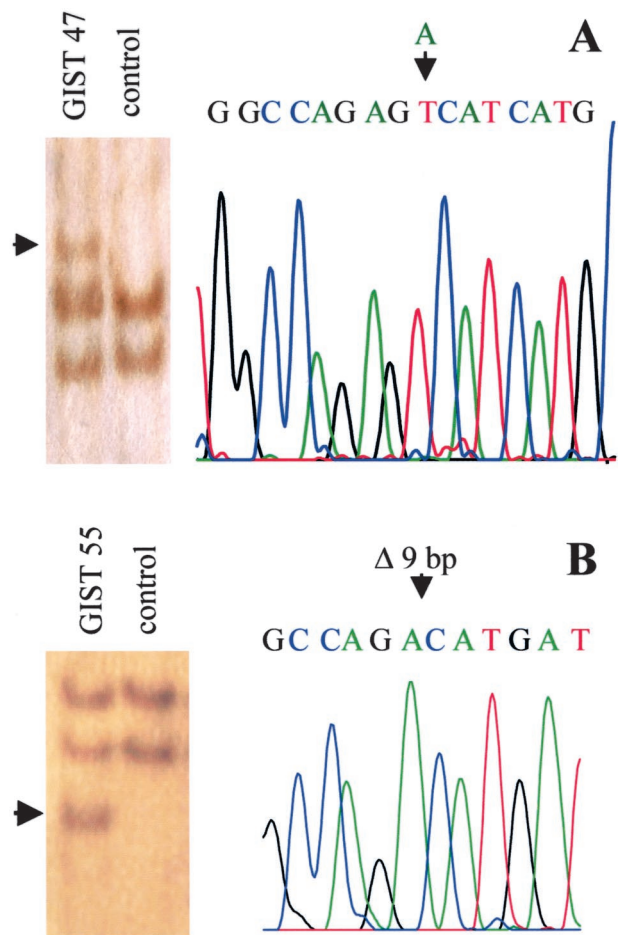 GIST 47
control
A
A
G G C C A G A G T C A T C A T G
GIST 55
control
Δ 9 bp
B
G C C A G A C A T G A T